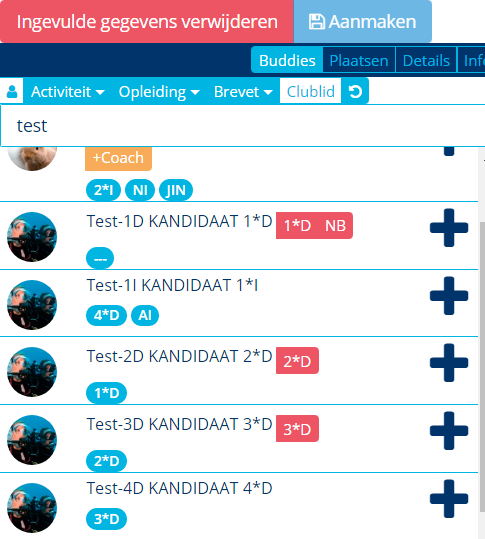 Ingevulde gegevens verwijderen Aanmaken
Buddies Plaatsen Details Inf
Activiteit Opleiding Brevet Clublid
test
+Coach
2*I NI JIN
Test-1D KANDIDAAT 1*D 1*D NB
---
Test-1I KANDIDAAT 1*I
4*D AI
Test-2D KANDIDAAT 2*D 2*D
1*D
Test-3D KANDIDAAT 3*D 3*D
2*D
Test-4D KANDIDAAT 4*D
3*D